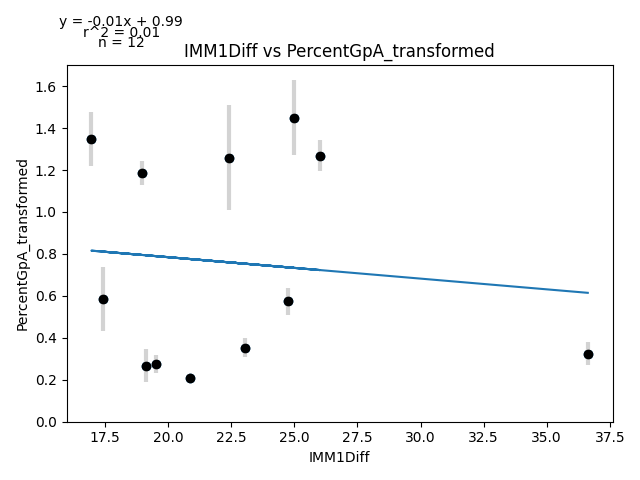 y = -0.01x + 0.99
r^2 = 0.01
n = 12
IMM1Diff vs PercentGpA_transformed
PercentGpA_transformed
1.6
1.4
1.2
1.0
0.8
0.6
0.4
0.2
0.0
17.5 20.0 22.5 25.0 27.5 30.0 32.5 35.0 37.5
IMM1Diff